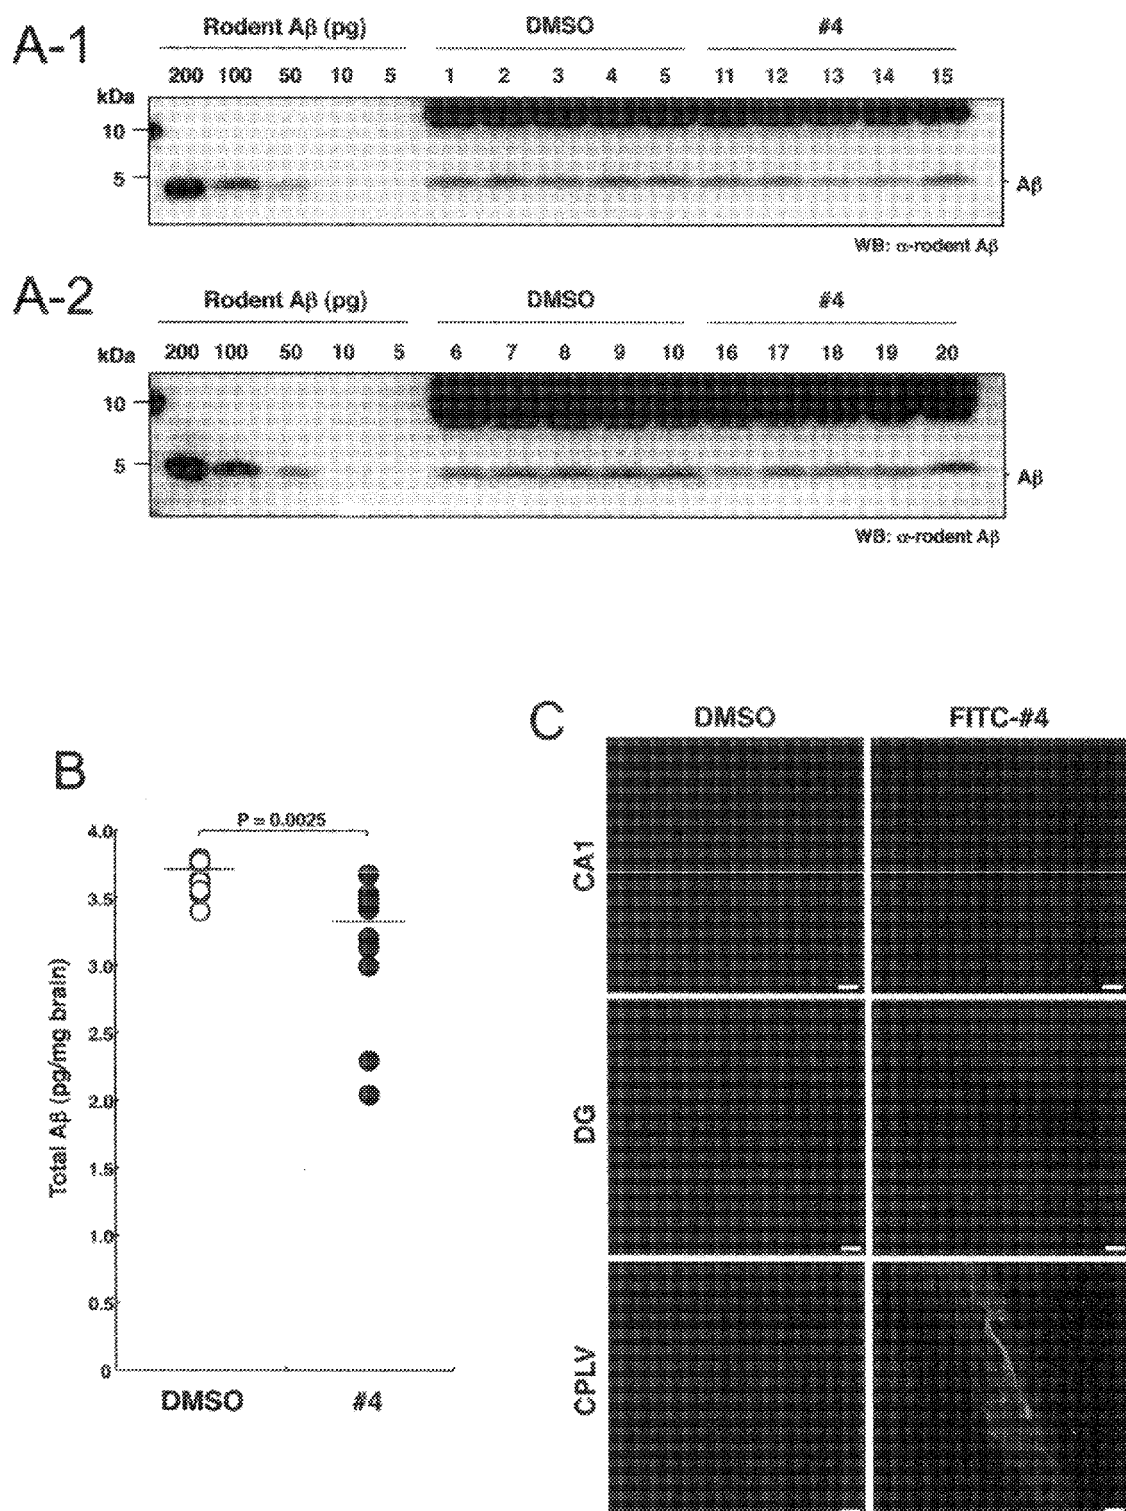 A-1
Rodent Aβ (pg) DMSO #4
200 100 50 10 5 1 2 3 4 5 11 12 13 14 15
kDa
10
5
Aβ
WB: α-rodent Aβ
A-2
Rodent Aβ (pg) DMSO #4
200 100 50 10 5 6 7 8 9 10 16 17 18 19 20
kDa
10
5
Aβ
WB: α-rodent Aβ
B
P = 0.0025
4.0
3.5
3.0
2.5
2.0
1.5
1.0
0.5
0
Total Aβ (pg/mg brain)
DMSO #4
C
DMSO FITC-#4
CA1
DG
CPLV